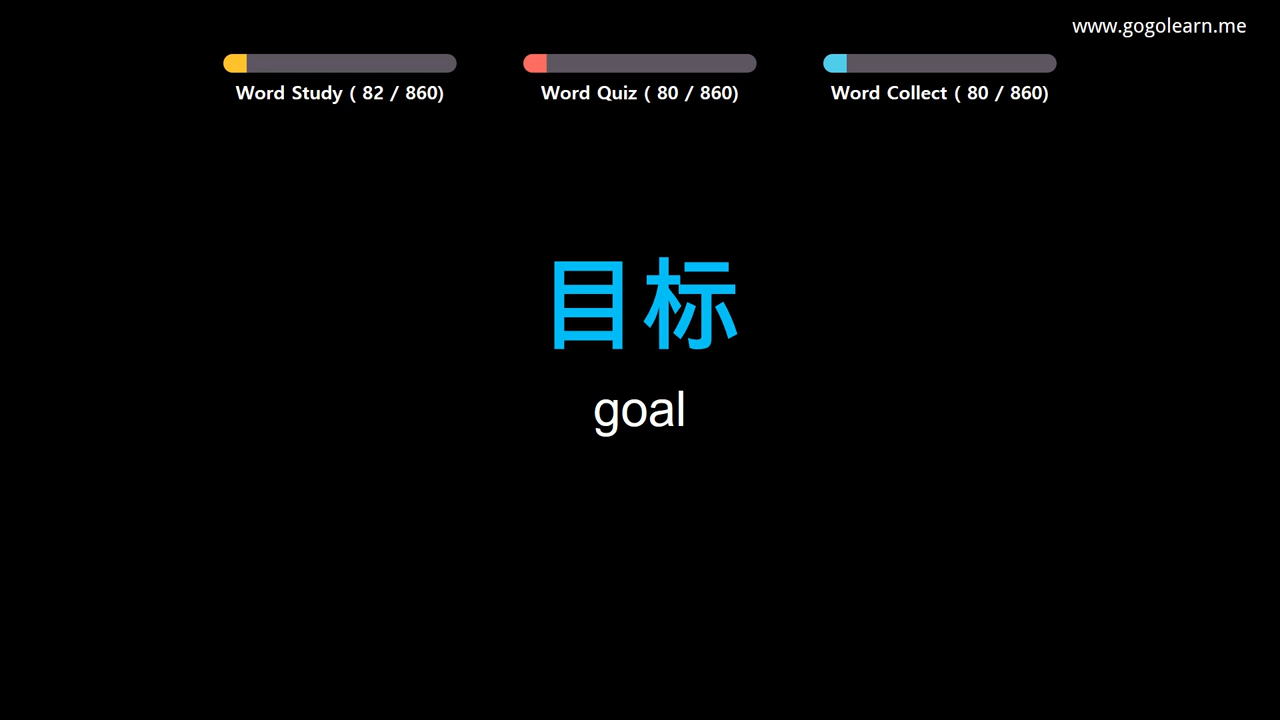 www.gogolearn.me
Word Study ( 82 / 860)
Word Quiz ( 80 / 860)
Word Collect ( 80 / 860)
目标
goal